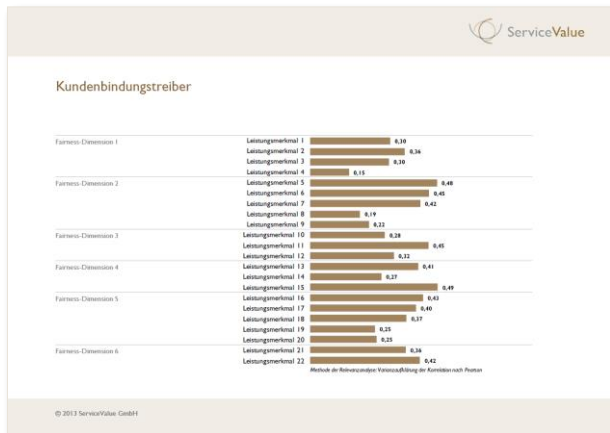 ServiceValue
Kundenbindungstreiber
Fairness-Dimension 1 Leistungsmerkmal 1 0,30
Leistungsmerkmal 2 0,36
Leistungsmerkmal 3 0,30
Leistungsmerkmal 4 0,15
Fairness-Dimension 2 Leistungsmerkmal 5 0,48
Leistungsmerkmal 6 0,45
Leistungsmerkmal 7 0,42
Leistungsmerkmal 8 0,19
Leistungsmerkmal 9 0,22
Fairness-Dimension 3 Leistungsmerkmal 10 0,28
Leistungsmerkmal 11 0,45
Leistungsmerkmal 12 0,32
Fairness-Dimension 4 Leistungsmerkmal 13 0,41
Leistungsmerkmal 14 0,27
Leistungsmerkmal 15 0,49
Fairness-Dimension 5 Leistungsmerkmal 16 0,43
Leistungsmerkmal 17 0,40
Leistungsmerkmal 18 0,37
Leistungsmerkmal 19 0,25
Leistungsmerkmal 20 0,25
Fairness-Dimension 6 Leistungsmerkmal 21 0,36
Leistungsmerkmal 22 0,42
Methode der Relevanzanalyse: Varianzaufklärung der Korrelation nach Pearson
© 2013 ServiceValue GmbH